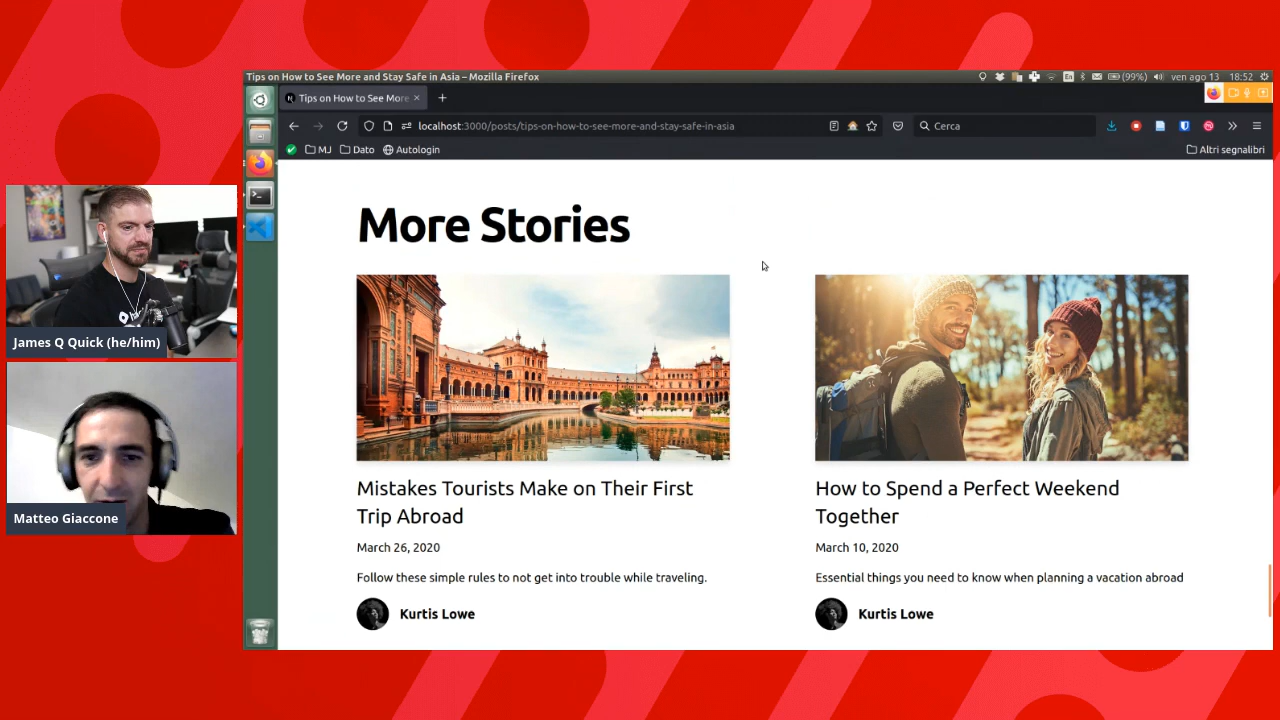 Tips on How to See More and Stay Safe in Asia – Mozilla Firefox
En
(99%)
ven ago 13
18:52
Tips on How to See More
localhost:3000/posts/tips-on-how-to-see-more-and-stay-safe-in-asia
Cerca
MJ
Dato
Autologin
Altri segnalibri
More Stories
Mistakes Tourists Make on Their First
Trip Abroad
March 26, 2020
Follow these simple rules to not get into trouble while traveling.
Kurtis Lowe
How to Spend a Perfect Weekend
Together
March 10, 2020
Essential things you need to know when planning a vacation abroad
Kurtis Lowe
James Q Quick (he/him)
Matteo Giaccone